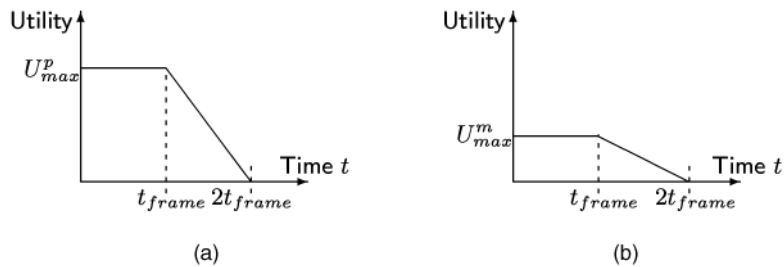 Utility
U^p_max
Time t
t_frame
2t_frame
(a)
Utility
U^m_max
Time t
t_frame
2t_frame
(b)